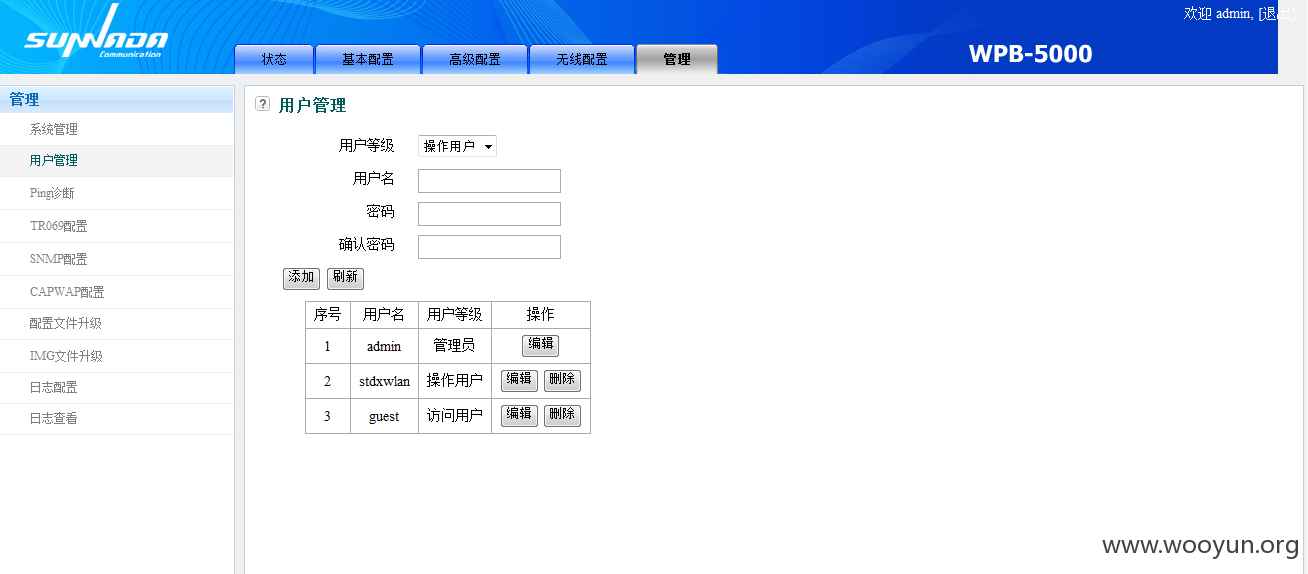 欢迎 admin, [退出]
SUNNADA
Communication
状态 基本配置 高级配置 无线配置 管理
WPB-5000
管理
系统管理
用户管理
Ping诊断
TR069配置
SNMP配置
CAPWAP配置
配置文件升级
IMG文件升级
日志配置
日志查看
? 用户管理
用户等级 操作用户
用户名
密码
确认密码
添加 刷新
序号 用户名 用户等级 操作
1 admin 管理员 编辑
2 stdxwlan 操作用户 编辑 删除
3 guest 访问用户 编辑 删除
www.wooyun.org